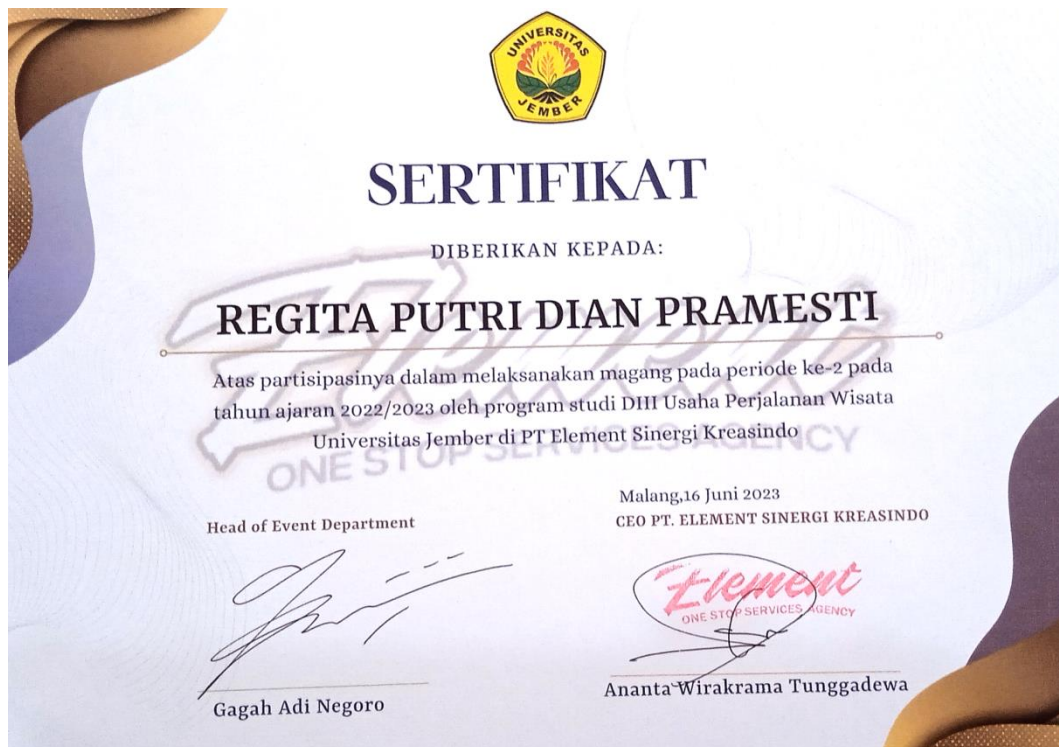 UNIVERSITAS
JEMBER
SERTIFIKAT
DIBERIKAN KEPADA:
REGITA PUTRI DIAN PRAMESTI
Atas partisipasinya dalam melaksanakan magang pada periode ke-2 pada
tahun ajaran 2022/2023 oleh program studi DIII Usaha Perjalanan Wisata
Universitas Jember di PT Element Sinergi Kreasindo
Element
ONE STOP SERVICES AGENCY
Head of Event Department
Gagah Adi Negoro
Malang,16 Juni 2023
CEO PT. ELEMENT SINERGI KREASINDO
Element
ONE STOP SERVICES AGENCY
Ananta Wirakrama Tunggadewa